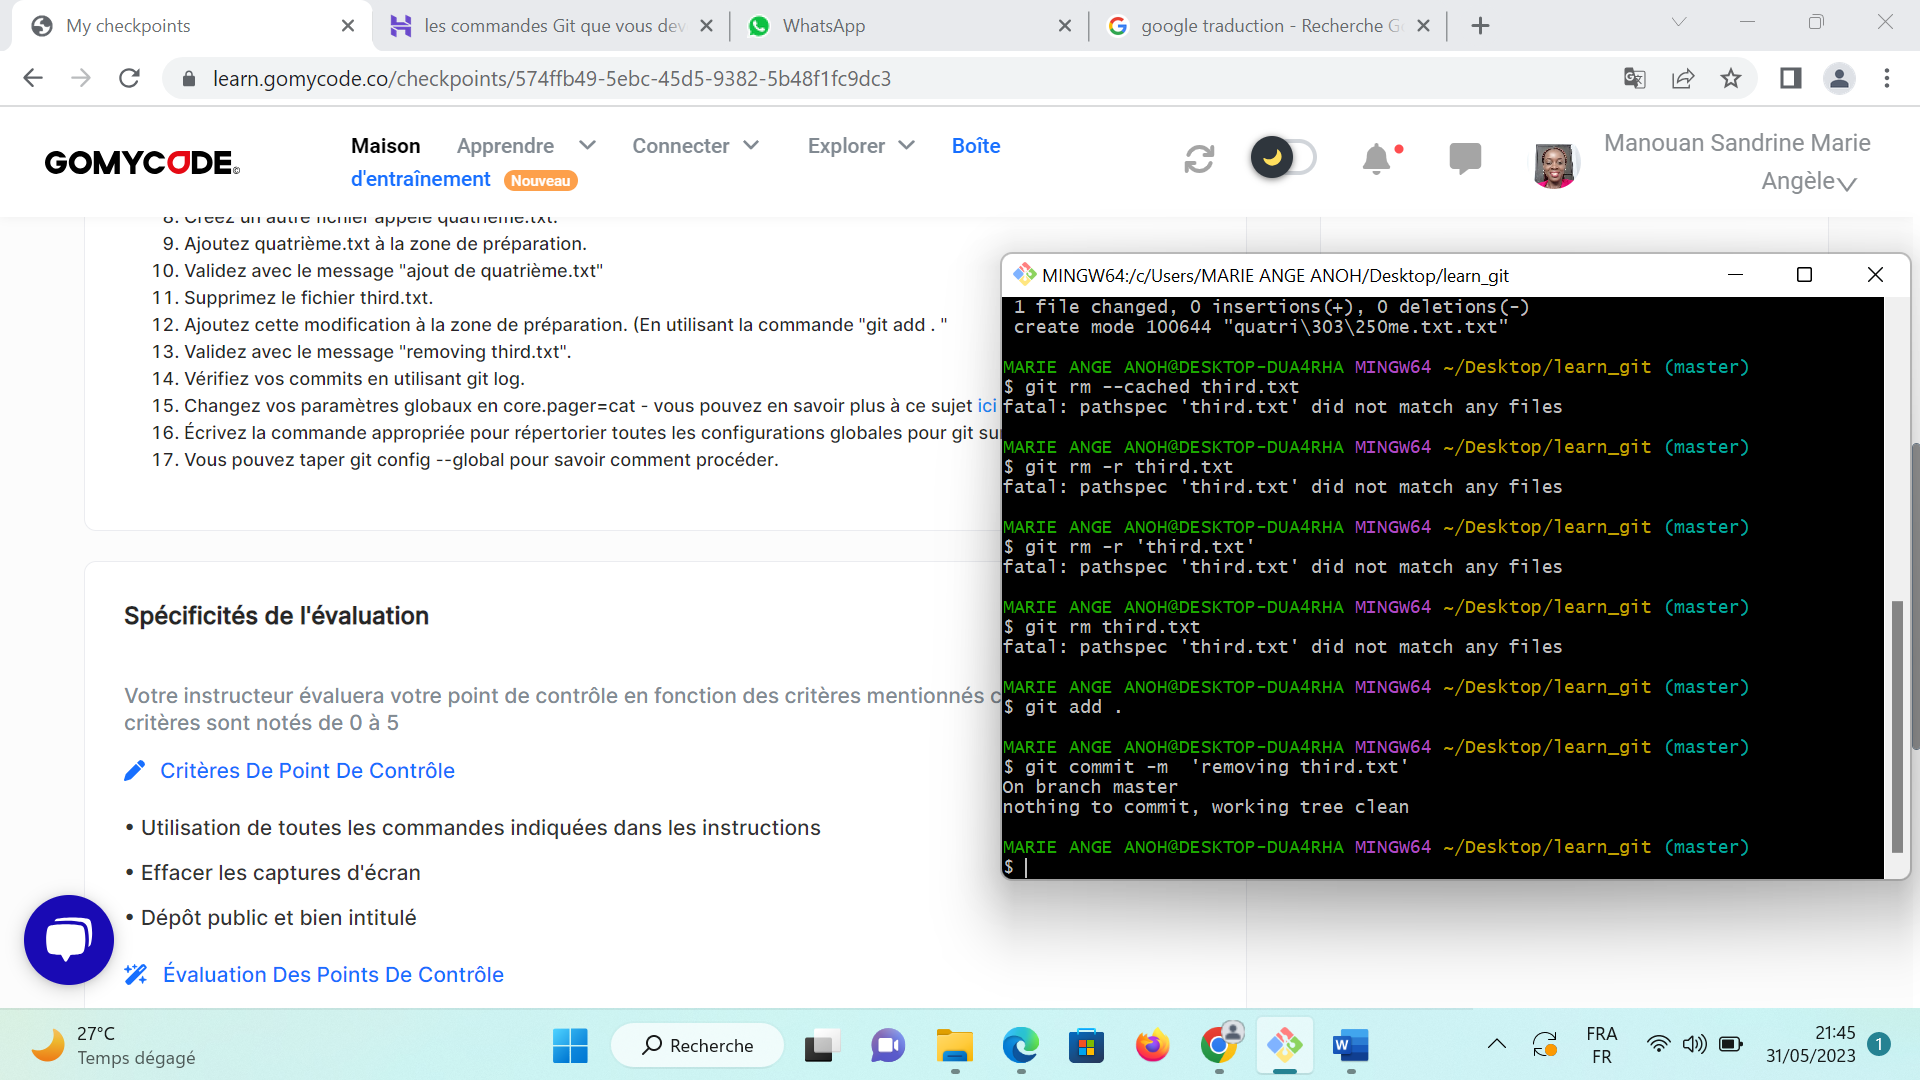 My checkpoints
les commandes Git que vous dev
WhatsApp
google traduction - Recherche Go
learn.gomycode.co/checkpoints/574ffb49-5ebc-45d5-9382-5b48f1fc9dc3
GOMYCODE
Maison
d'entraînement
Nouveau
Apprendre
Connecter
Explorer
Boîte
Manouan Sandrine Marie
Angèle
8. Créez un autre fichier appelé quatrième.txt.
9. Ajoutez quatrième.txt à la zone de préparation.
10. Validez avec le message "ajout de quatrième.txt"
11. Supprimez le fichier third.txt.
12. Ajoutez cette modification à la zone de préparation. (En utilisant la commande "git add . "
13. Validez avec le message "removing third.txt".
14. Vérifiez vos commits en utilisant git log.
15. Changez vos paramètres globaux en core.pager=cat - vous pouvez en savoir plus à ce sujet ici
16. Écrivez la commande appropriée pour répertorier toutes les configurations globales pour git su
17. Vous pouvez taper git config --global pour savoir comment procéder.
Spécificités de l'évaluation
Votre instructeur évaluera votre point de contrôle en fonction des critères mentionnés c
critères sont notés de 0 à 5
Critères De Point De Contrôle
• Utilisation de toutes les commandes indiquées dans les instructions
• Effacer les captures d'écran
• Dépôt public et bien intitulé
Évaluation Des Points De Contrôle
MINGW64:/c/Users/MARIE ANGE ANOH/Desktop/learn_git
1 file changed, 0 insertions(+), 0 deletions(-)
create mode 100644 "quatri\303\250me.txt.txt"
MARIE ANGE ANOH@DESKTOP-DUA4RHA MINGW64 ~/Desktop/learn_git (master)
$ git rm --cached third.txt
fatal: pathspec 'third.txt' did not match any files
MARIE ANGE ANOH@DESKTOP-DUA4RHA MINGW64 ~/Desktop/learn_git (master)
$ git rm -r third.txt
fatal: pathspec 'third.txt' did not match any files
MARIE ANGE ANOH@DESKTOP-DUA4RHA MINGW64 ~/Desktop/learn_git (master)
$ git rm -r 'third.txt'
fatal: pathspec 'third.txt' did not match any files
MARIE ANGE ANOH@DESKTOP-DUA4RHA MINGW64 ~/Desktop/learn_git (master)
$ git rm third.txt
fatal: pathspec 'third.txt' did not match any files
MARIE ANGE ANOH@DESKTOP-DUA4RHA MINGW64 ~/Desktop/learn_git (master)
$ git add .
MARIE ANGE ANOH@DESKTOP-DUA4RHA MINGW64 ~/Desktop/learn_git (master)
$ git commit -m  'removing third.txt'
On branch master
nothing to commit, working tree clean
MARIE ANGE ANOH@DESKTOP-DUA4RHA MINGW64 ~/Desktop/learn_git (master)
$
27°C
Temps dégagé
Recherche
FRA
FR
21:45
31/05/2023
1